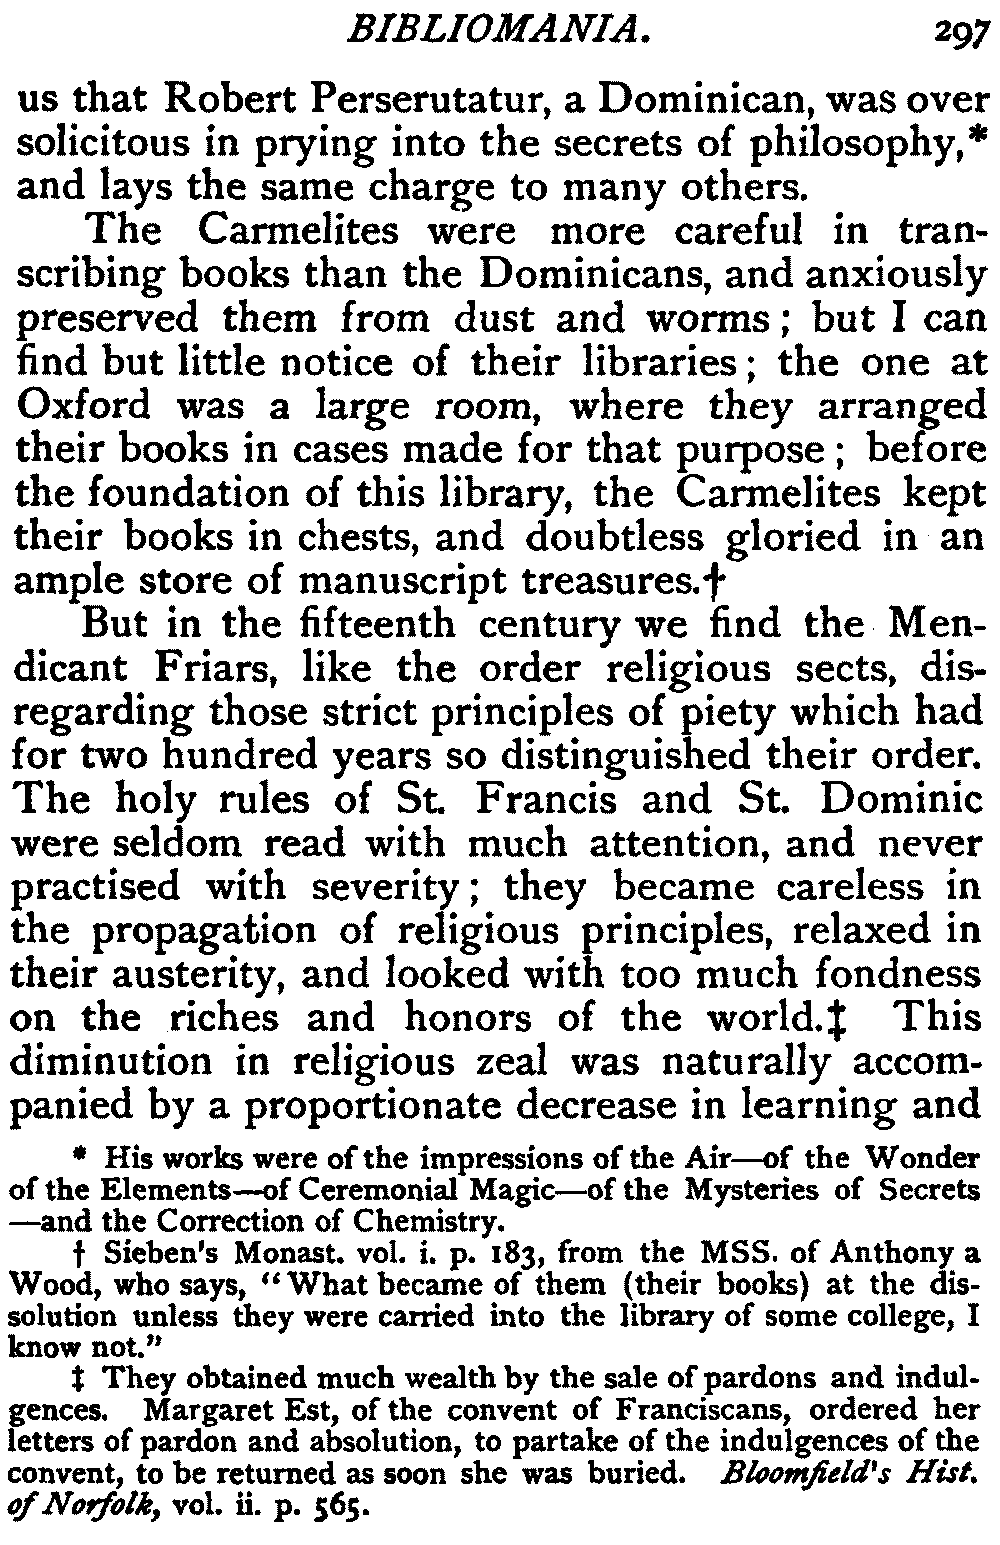 BIBLIOMANIA. 297
us that Robert Perserutatur, a Dominican, was over
solicitous in prying into the secrets of philosophy,*
and lays the same charge to many others.
The Carmelites were more careful in tran-
scribing books than the Dominicans, and anxiously
preserved them from dust and worms; but I can
find but little notice of their libraries; the one at
Oxford was a large room, where they arranged
their books in cases made for that purpose; before
the foundation of this library, the Carmelites kept
their books in chests, and doubtless gloried in an
ample store of manuscript treasures.†
But in the fifteenth century we find the Men-
dicant Friars, like the order religious sects, dis-
regarding those strict principles of piety which had
for two hundred years so distinguished their order.
The holy rules of St. Francis and St. Dominic
were seldom read with much attention, and never
practised with severity; they became careless in
the propagation of religious principles, relaxed in
their austerity, and looked with too much fondness
on the riches and honors of the world.‡ This
diminution in religious zeal was naturally accom-
panied by a proportionate decrease in learning and
* His works were of the impressions of the Air—of the Wonder
of the Elements—of Ceremonial Magic—of the Mysteries of Secrets
—and the Correction of Chemistry.
† Sieben's Monast. vol. i. p. 183, from the MSS. of Anthony a
Wood, who says, "What became of them (their books) at the dis-
solution unless they were carried into the library of some college, I
know not."
‡ They obtained much wealth by the sale of pardons and indul-
gences. Margaret Est, of the convent of Franciscans, ordered her
letters of pardon and absolution, to partake of the indulgences of the
convent, to be returned as soon she was buried. Bloomfield's Hist.
of Norfolk, vol. ii. p. 565.